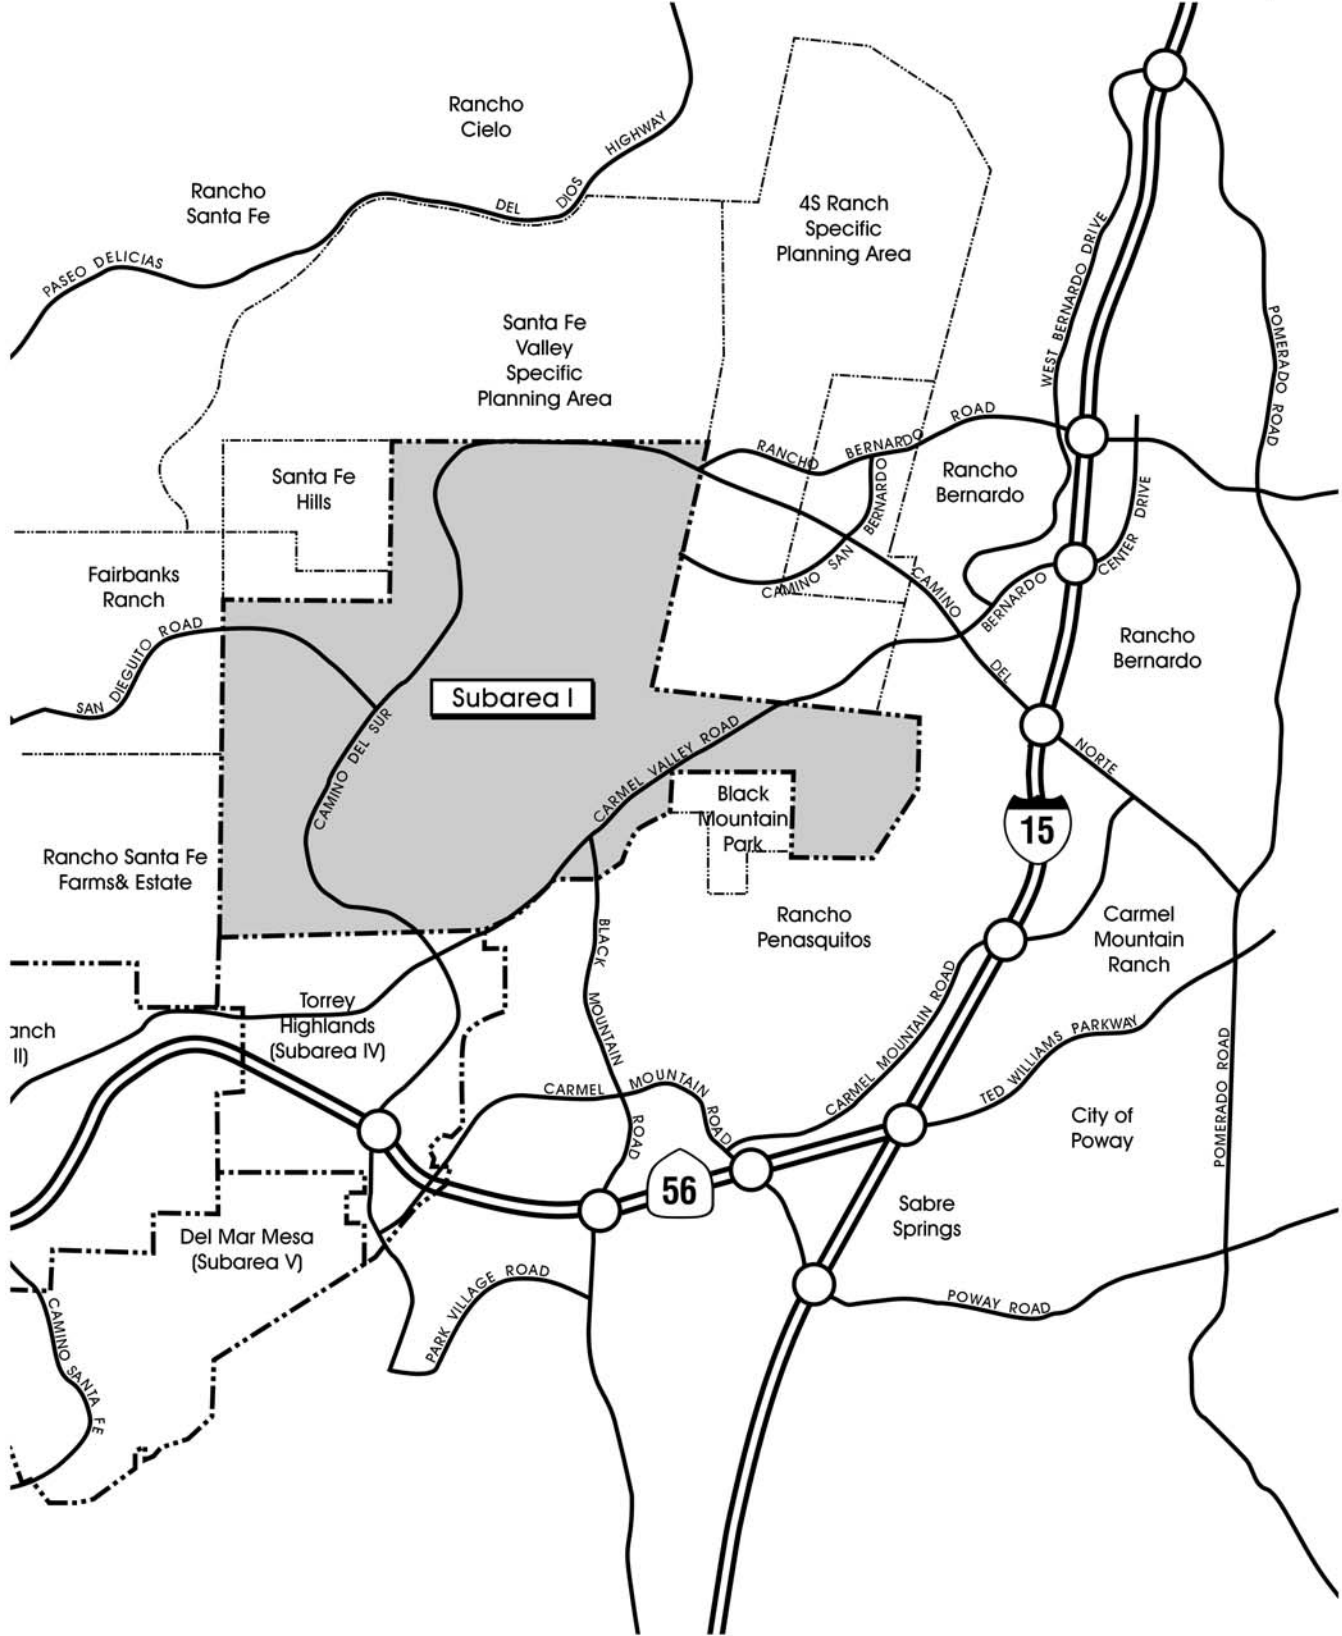 Rancho
Cielo
HIGHWAY
DIOS
DEL
Rancho
Santa Fe
PASEO DELICIAS
4S Ranch
Specific
Planning Area
WEST BERNARDO DRIVE
POMERADO ROAD
Santa Fe
Valley
Specific
Planning Area
RANCHO BERNARDO ROAD
Santa Fe
Hills
Rancho
Bernardo
CAMINO SAN BERNARDO
BERNARDO CENTER DRIVE
Fairbanks
Ranch
SAN DIEGUITO ROAD
CAMINO DEL NORTE
Rancho
Bernardo
Subarea I
CAMINO DEL SUR
CARMEL VALLEY ROAD
Black
Mountain
Park
15
Rancho Santa Fe
Farms& Estate
Rancho
Penasquitos
Carmel
Mountain
Ranch
BLACK MOUNTAIN ROAD
CARMEL MOUNTAIN ROAD
anch
II)
Torrey
Highlands
(Subarea IV)
CARMEL MOUNTAIN ROAD
TED WILLIAMS PARKWAY
POMERADO ROAD
City of
Poway
56
Sabre
Springs
Del Mar Mesa
(Subarea V)
PARK VILLAGE ROAD
POWAY ROAD
CAMINO SANTA FE